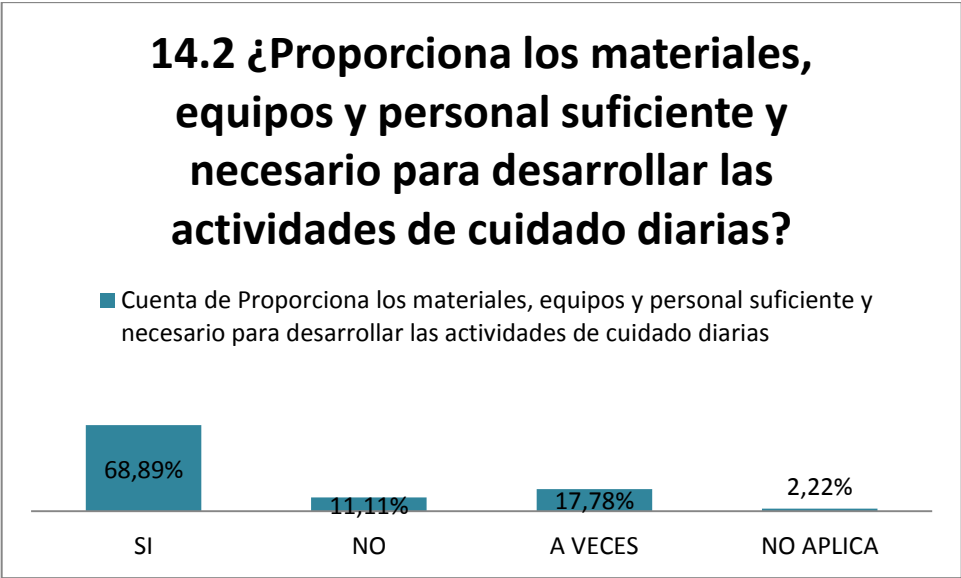 14.2 ¿Proporciona los materiales,
equipos y personal suficiente y
necesario para desarrollar las
actividades de cuidado diarias?
Cuenta de Proporciona los materiales, equipos y personal suficiente y
necesario para desarrollar las actividades de cuidado diarias
68,89%
11,11%
17,78%
2,22%
SI
NO
A VECES
NO APLICA